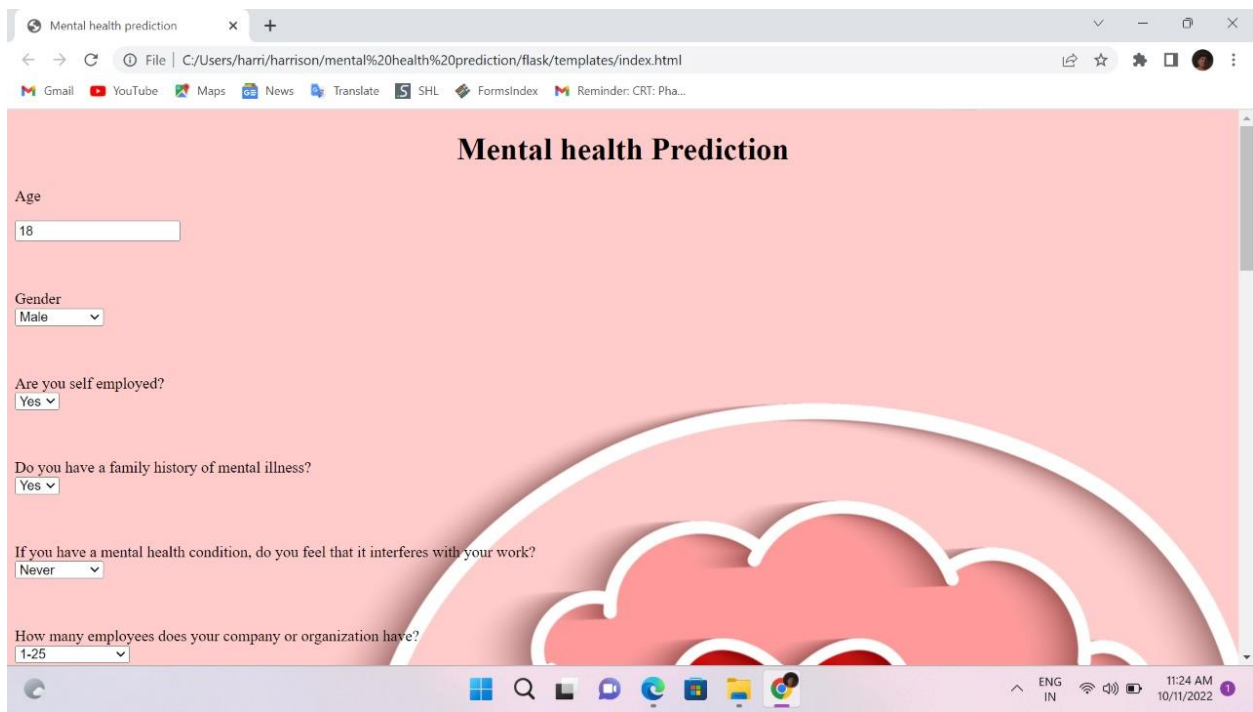 Mental health prediction
File | C:/Users/harri/harrison/mental%20health%20prediction/flask/templates/index.html
Gmail YouTube Maps News Translate SHL FormsIndex Reminder: CRT: Pha...
Mental health Prediction
Age
18
Gender
Male
Are you self employed?
Yes
Do you have a family history of mental illness?
Yes
If you have a mental health condition, do you feel that it interferes with your work?
Never
How many employees does your company or organization have?
1-25
ENG 11:24 AM
IN 10/11/2022 1